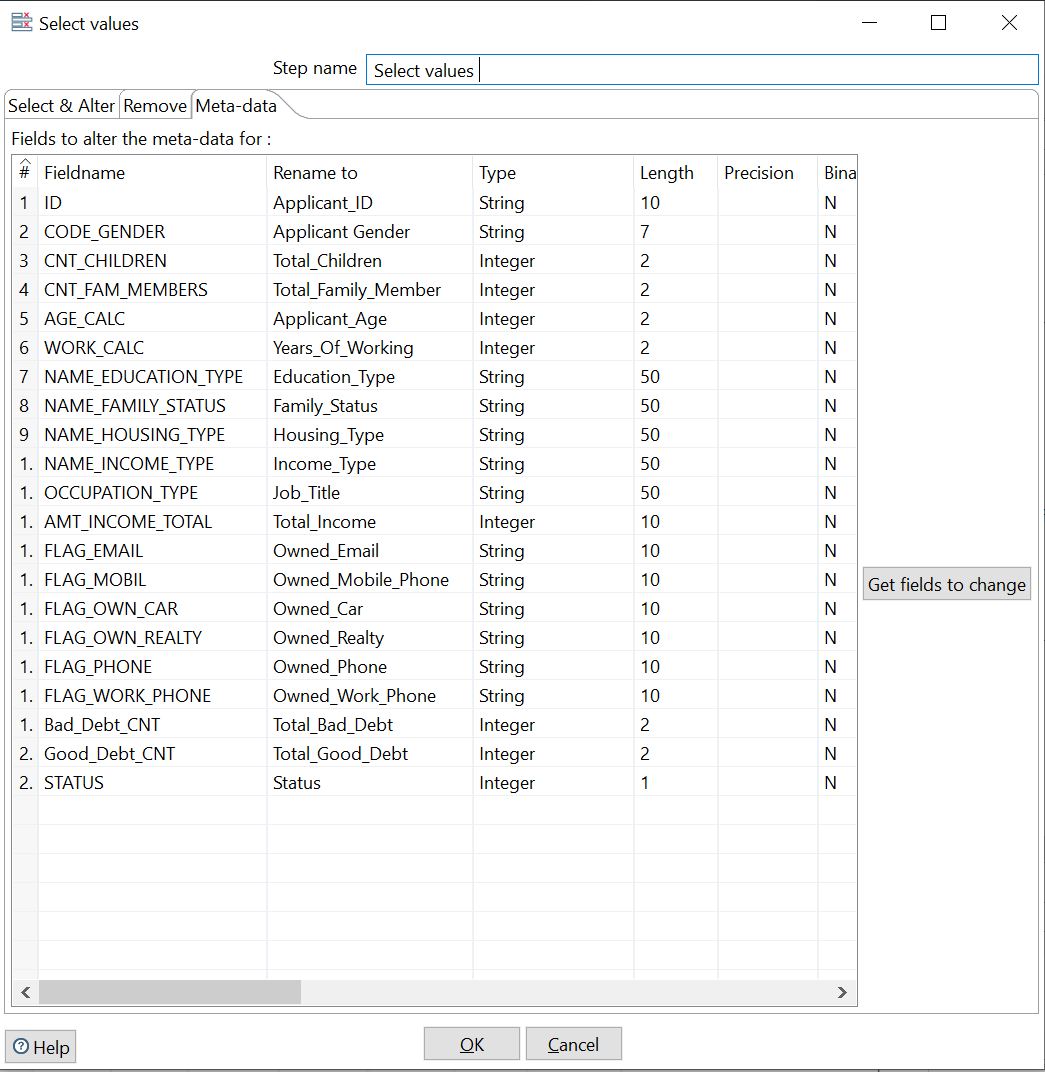 Select values
Step name Select values
Select & Alter Remove Meta-data
Fields to alter the meta-data for :
# Fieldname Rename to Type Length Precision Bina
1 ID Applicant_ID String 10 N
2 CODE_GENDER Applicant Gender String 7 N
3 CNT_CHILDREN Total_Children Integer 2 N
4 CNT_FAM_MEMBERS Total_Family_Member Integer 2 N
5 AGE_CALC Applicant_Age Integer 2 N
6 WORK_CALC Years_Of_Working Integer 2 N
7 NAME_EDUCATION_TYPE Education_Type String 50 N
8 NAME_FAMILY_STATUS Family_Status String 50 N
9 NAME_HOUSING_TYPE Housing_Type String 50 N
1. NAME_INCOME_TYPE Income_Type String 50 N
1. OCCUPATION_TYPE Job_Title String 50 N
1. AMT_INCOME_TOTAL Total_Income Integer 10 N
1. FLAG_EMAIL Owned_Email String 10 N
1. FLAG_MOBIL Owned_Mobile_Phone String 10 N
1. FLAG_OWN_CAR Owned_Car String 10 N
1. FLAG_OWN_REALTY Owned_Realty String 10 N
1. FLAG_PHONE Owned_Phone String 10 N
1. FLAG_WORK_PHONE Owned_Work_Phone String 10 N
1. Bad_Debt_CNT Total_Bad_Debt Integer 2 N
2. Good_Debt_CNT Total_Good_Debt Integer 2 N
2. STATUS Status Integer 1 N
Get fields to change
Help OK Cancel